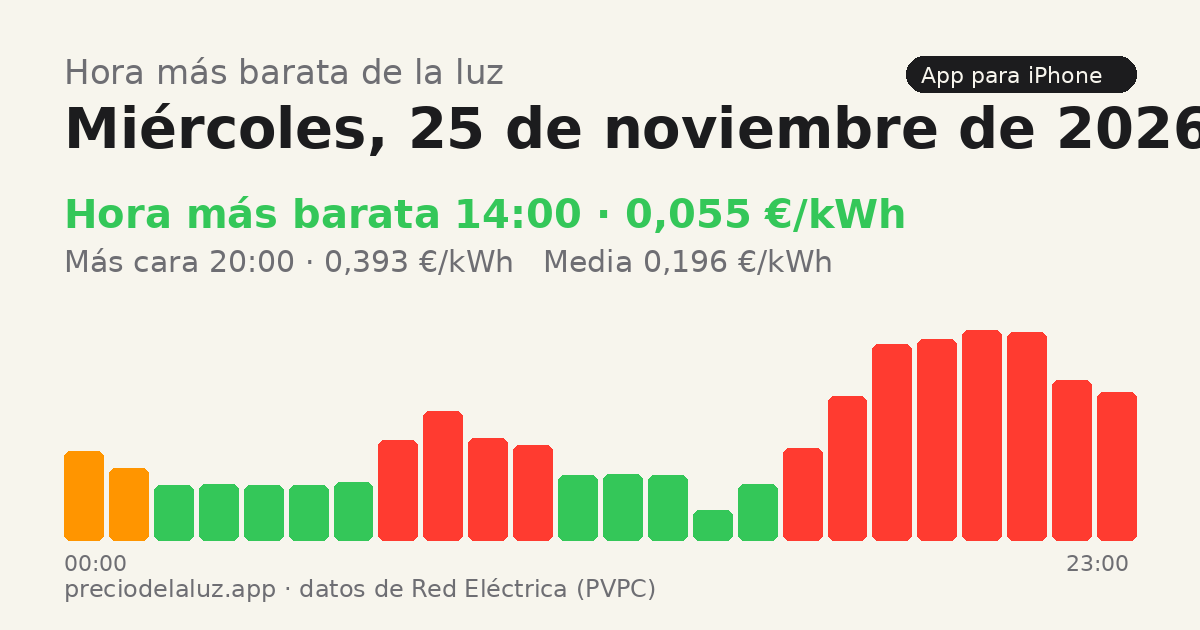 Hora más barata de la luz
App para iPhone
Miércoles, 25 de noviembre de 2026
Hora más barata 14:00 · 0,055 €/kWh
Más cara 20:00 · 0,393 €/kWh   Media 0,196 €/kWh
00:00
23:00
preciodelaluz.app · datos de Red Eléctrica (PVPC)